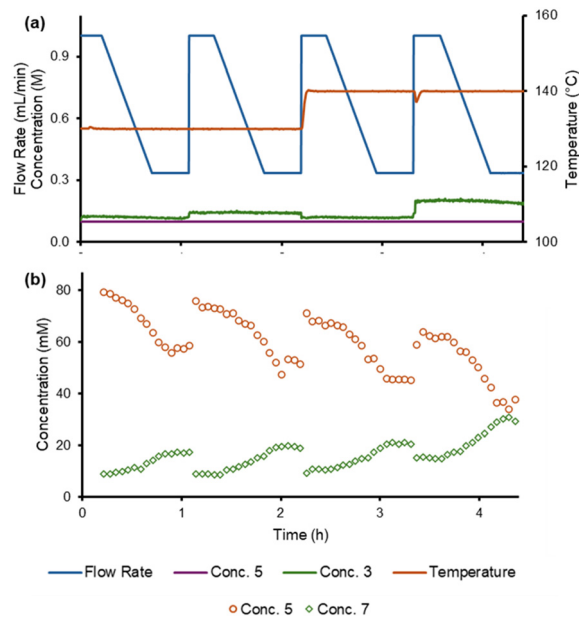 (a)
160
0.9
0.6
0.3
0.0
140
120
100
Flow Rate (mL/min)
Concentration (M)
Temperature (°C)
(b)
80
60
40
20
0
Concentration (mM)
0 1 2 3 4
Time (h)
Flow Rate Conc. 5 Conc. 3 Temperature
Conc. 5 Conc. 7